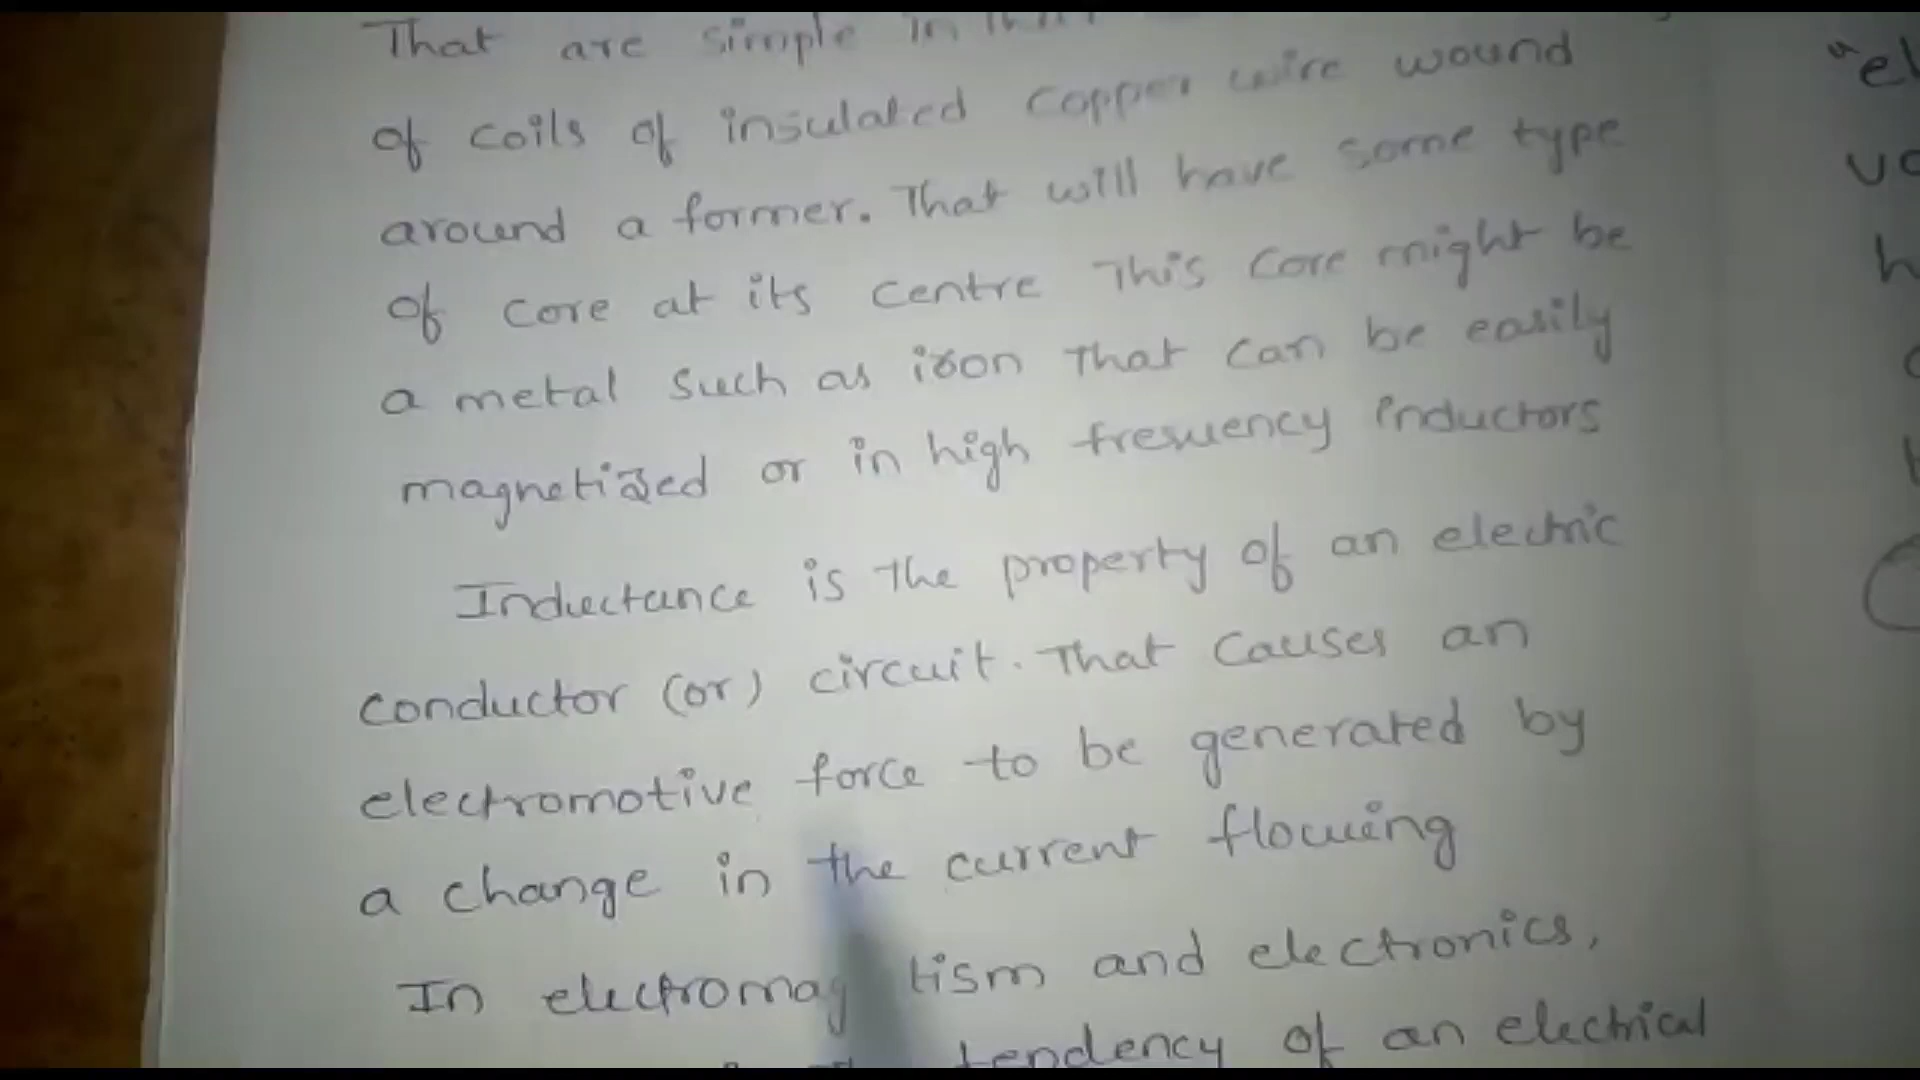 That are simple in
of coils of insulated copper wire wound
around a former. That will have some type
of core at its centre This core might be
a metal such as iron That can be easily
magnetized or in high frewency inductors
Inductance is the property of an electric
conductor (or) circuit. That causes an
electromotive force to be generated by
a change in the current flowing
In electromag tism and electronics,
tendency of an electrical
"el
vo
h